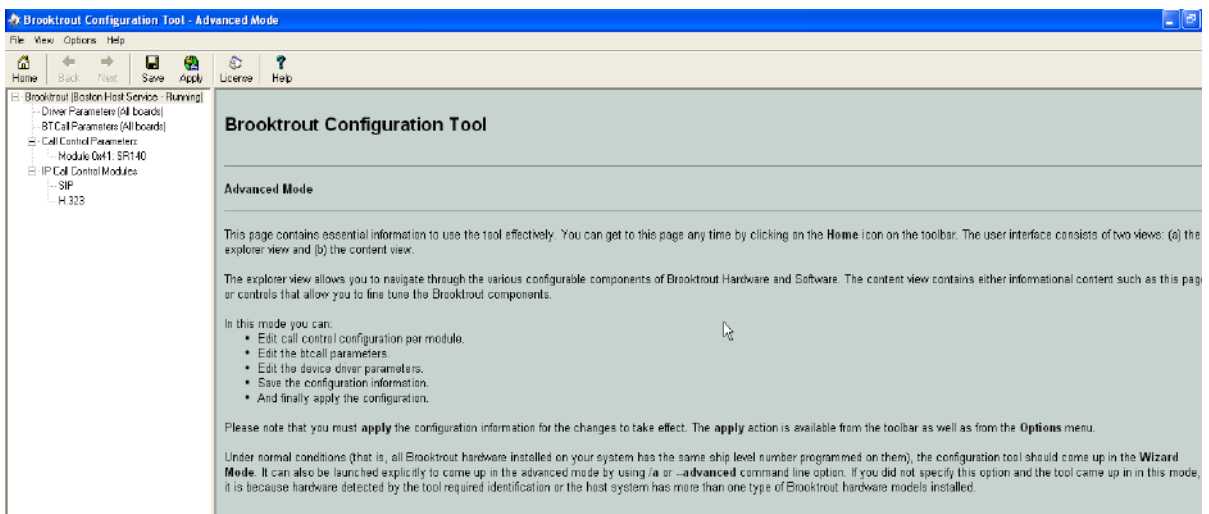 Brooktrout Configuration Tool - Advanced Mode
File View Options Help
Home Back Next Save Apply License Help
Brooktrout (Boston Host Service - Running)
Driver Parameters (All boards)
BTCall Parameters (All boards)
Call Control Parameters
Module 0x41: SR140
IP Call Control Modules
SIP
H.323
Brooktrout Configuration Tool
Advanced Mode
This page contains essential information to use the tool effectively. You can get to this page any time by clicking on the Home icon on the toolbar. The user interface consists of two views: (a) the
explorer view and (b) the content view.
The explorer view allows you to navigate through the various configurable components of Brooktrout Hardware and Software. The content view contains either informational content such as this pag
or controls that allow you to fine tune the Brooktrout components.
In this mode you can:
• Edit call control configuration per module.
• Edit the btcall parameters.
• Edit the device driver parameters.
• Save the configuration information.
• And finally apply the configuration.
Please note that you must apply the configuration information for the changes to take effect. The apply action is available from the toolbar as well as from the Options menu.
Under normal conditions (that is, all Brooktrout hardware installed on your system has the same ship level number programmed on them), the configuration tool should come up in the Wizard
Mode. It can also be launched explicitly to come up in the advanced mode by using /a or --advanced command line option. If you did not specify this option and the tool came up in in this mode,
it is because hardware detected by the tool required identification or the host system has more than one type of Brooktrout hardware models installed.